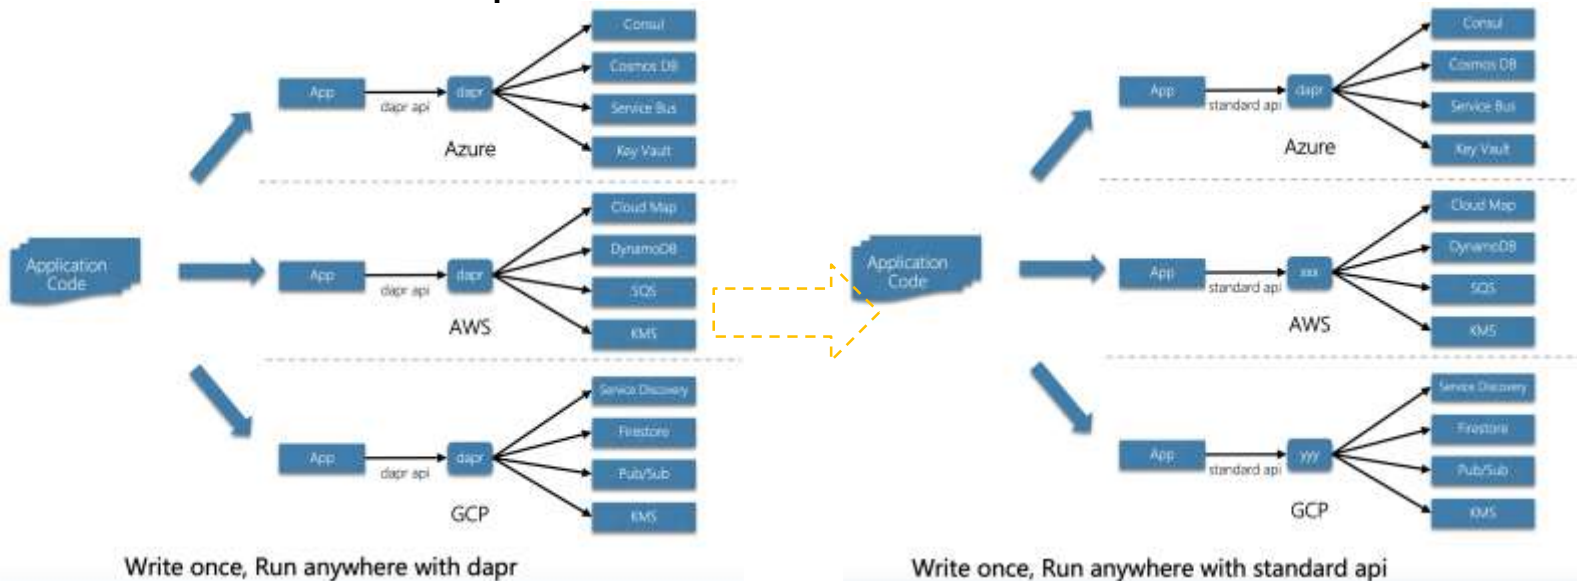 Consul
Cosmos DB
App
dapr api
dapr
Service Bus
Azure
Key Vault
Cloud Map
DynamoDB
Application
Code
App
dapr api
dapr
SQS
AWS
KMS
Service Discovery
Firestore
App
dapr api
dapr
Pub/Sub
GCP
KMS
Write once, Run anywhere with dapr
Consul
Cosmos DB
App
standard api
dapr
Service Bus
Azure
Key Vault
Cloud Map
DynamoDB
Application
Code
App
standard api
xxx
SQS
AWS
KMS
Service Discovery
Firestore
App
standard api
yyy
Pub/Sub
GCP
KMS
Write once, Run anywhere with standard api